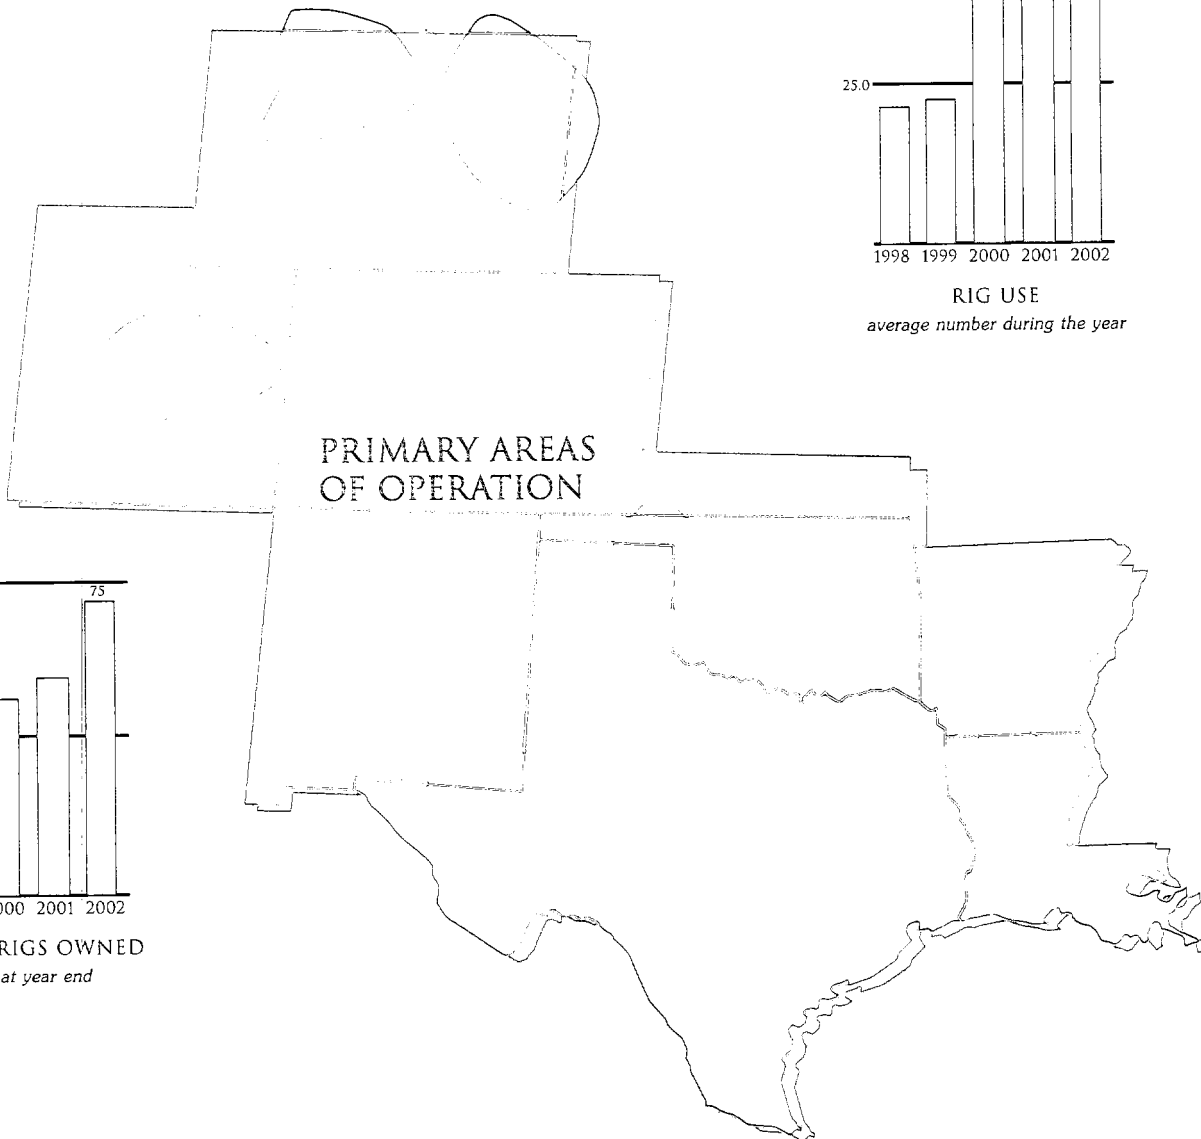 25.0
1998 1999 2000 2001 2002
RIG USE
average number during the year
PRIMARY AREAS
OF OPERATION
75
000 2001 2002
RIGS OWNED
at year end